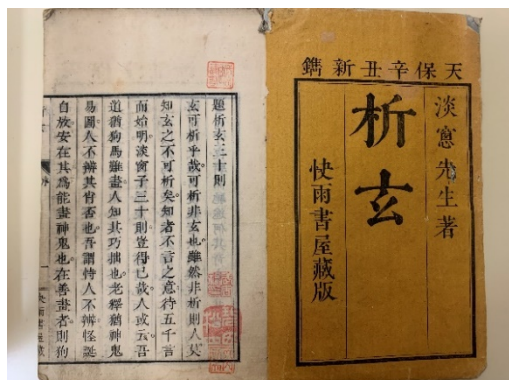 天保辛丑新鐫
淡窻先生著
析玄
快雨書屋藏版
題析玄三十則
玄可析乎哉可析非玄也雖然非析則人莫
知玄之不可析矣知者不言之意待五千言
而始明淡窻子三十則豈得已哉人或云吾
道猶狗馬雖畫人知其巧拙也老釋猶神鬼
易圖人不辨其肖否也吾謂恃人不辨怪誕
自放安在其爲能畫神鬼也在善畫者則狗